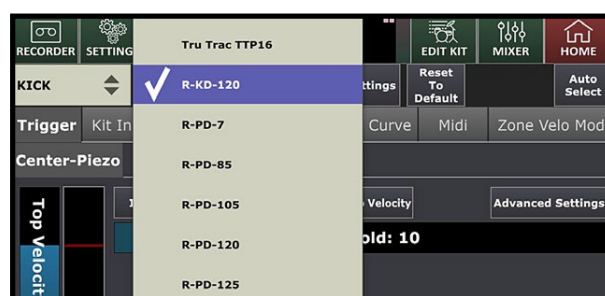 RECORDER SETTING EDIT KIT MIXER HOME
Tru Trac TTP16
KICK
R-KD-120
ttings
Reset To Default
Auto Select
R-PD-7
Trigger Kit In Curve Midi Zone Velo Mod
R-PD-85
Center-Piezo
R-PD-105
Velocity
Advanced Settings
Top Velocit
R-PD-120
old: 10
R-PD-125